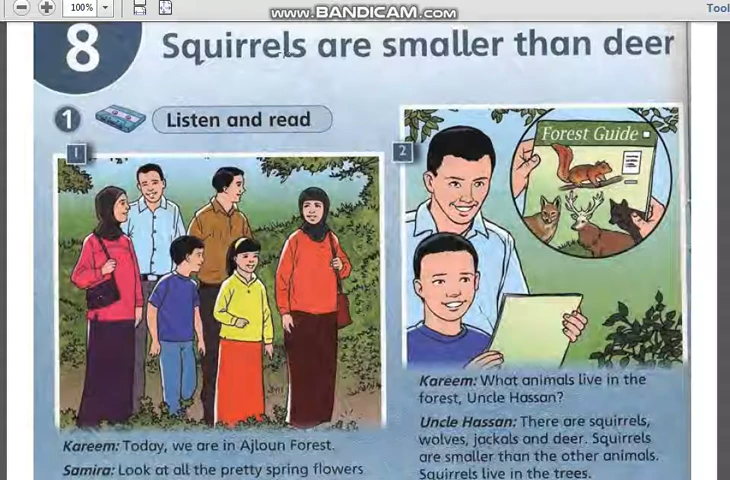 www.BANDICAM.com
100%
Tool
8
Squirrels are smaller than deer
1
Listen and read
1
2
Forest Guide
Kareem: Today, we are in Ajloun Forest.
Samira: Look at all the pretty spring flowers
Kareem: What animals live in the
forest, Uncle Hassan?
Uncle Hassan: There are squirrels,
wolves, jackals and deer. Squirrels
are smaller than the other animals.
Squirrels live in the trees.